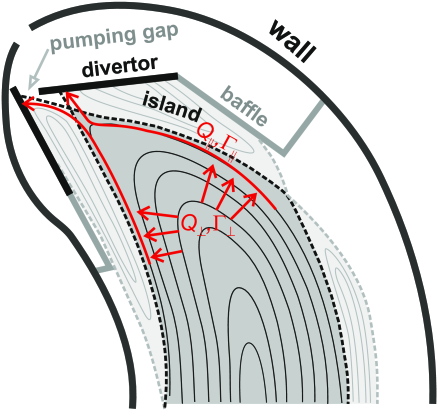 wall
pumping gap
divertor
baffle
island
Q∥,Γ∥
Q⊥,Γ⊥